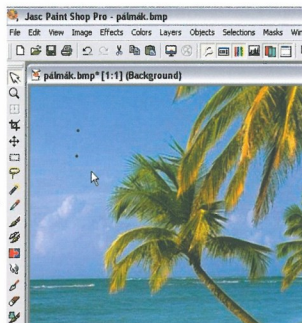 Jasc Paint Shop Pro - pálmák.bmp
File Edit View Image Effects Colors Layers Objects Selections Masks
pálmák.bmp* [1:1] (Background)